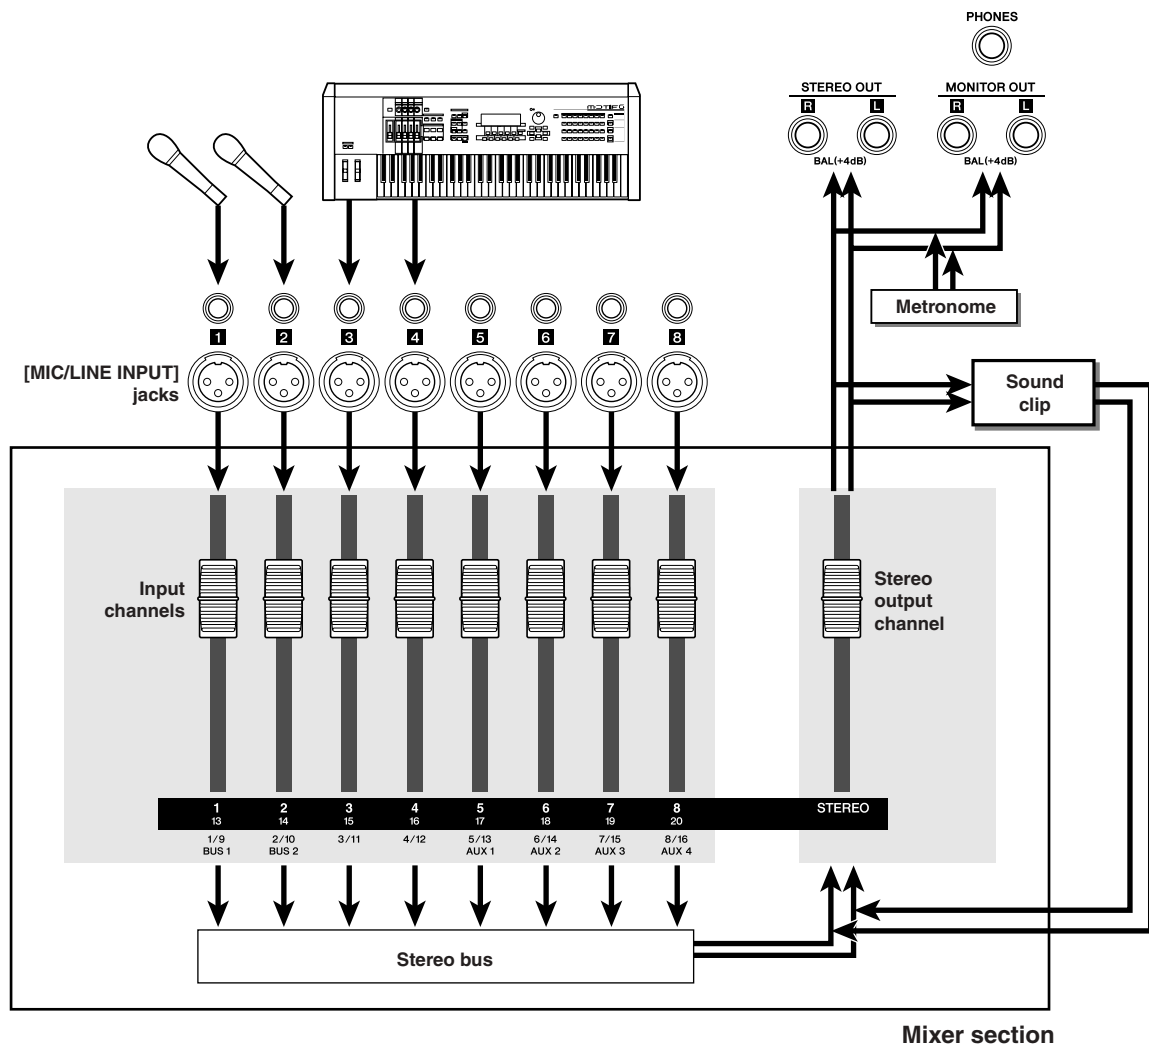 PHONES
STEREO OUT
MONITOR OUT
R
L
R
L
BAL(+4dB)
BAL(+4dB)
MOTIF 6
Metronome
1
2
3
4
5
6
7
8
[MIC/LINE INPUT]
jacks
Sound
clip
Input
channels
Stereo
output
channel
1
2
3
4
5
6
7
8
STEREO
13
14
15
16
17
18
19
20
1/9
2/10
3/11
4/12
5/13
6/14
7/15
8/16
BUS 1
BUS 2
AUX 1
AUX 2
AUX 3
AUX 4
Stereo bus
Mixer section